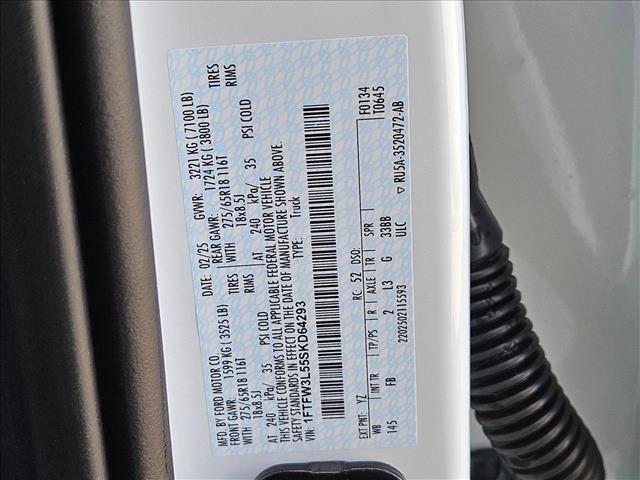 MFD. BY FORD MOTOR CO.
DATE: 02/25 GVWR: 3221 KG ( 7100 LB)
FRONT GAWR: 1599 KG ( 3525 LB) REAR GAWR: 1724 KG ( 3800 LB)
WITH 275/65R18 116T TIRES WITH 275/65R18 116T TIRES
18x8.5J RIMS 18x8.5J RIMS
AT 240 kPa/ 35 PSI COLD AT 240 kPa/ 35 PSI COLD
THIS VEHICLE CONFORMS TO ALL APPLICABLE FEDERAL MOTOR VEHICLE
SAFETY STANDARDS IN EFFECT ON THE DATE OF MANUFACTURE SHOWN ABOVE.
VIN: 1FTFW3L55SKD64293 TYPE: Truck
F0134
T0645
EXT PNT: YZ RC: 52 DSO:
WB INT TR TP/PS R AXLE TR SPR
145 FB 2 L3 G 33BB
ULC
2202502115593
RU5A-3520472-AB